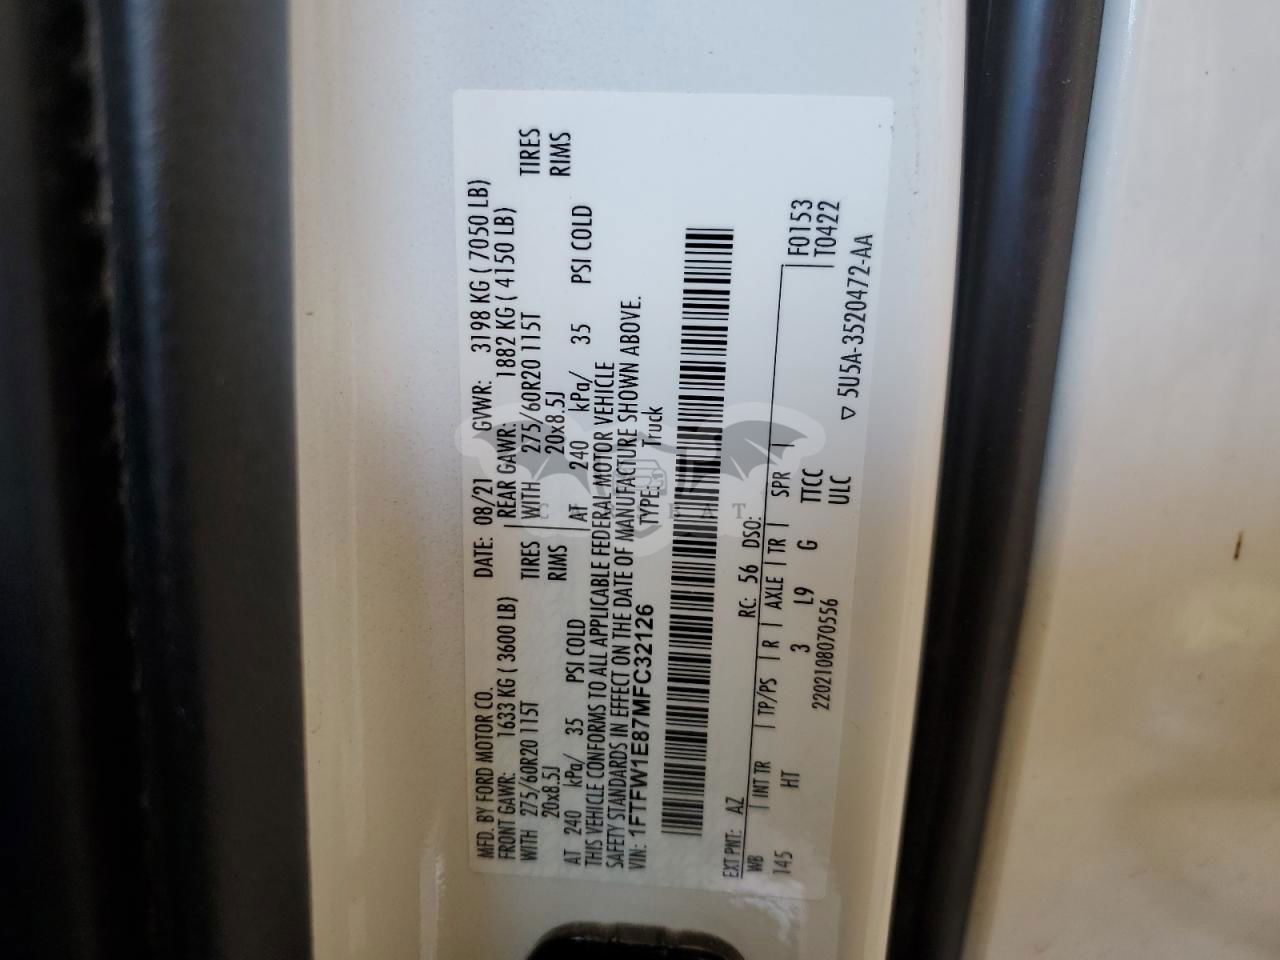 MFD. BY FORD MOTOR CO. DATE: 08/21 GVWR: 3198 KG ( 7050 LB)
FRONT GAWR: 1633 KG ( 3600 LB) REAR GAWR: 1882 KG ( 4150 LB)
WITH 275/60R20 115T TIRES WITH 275/60R20 115T TIRES
20x8.5J RIMS 20x8.5J RIMS
AT 240 kPa/ 35 PSI COLD AT 240 kPa/ 35 PSI COLD
THIS VEHICLE CONFORMS TO ALL APPLICABLE FEDERAL MOTOR VEHICLE
SAFETY STANDARDS IN EFFECT ON THE DATE OF MANUFACTURE SHOWN ABOVE.
VIN: 1FTFW1E87MFC32126 TYPE: Truck
EXT PNT: AZ RC: 56 DSO:
WB INT TR TP/PS R AXLE TR SPR F0153
145 HT 3 L9 G TTCC T0422
2202108070556 ULC
▽ 5U5A-3520472-AA